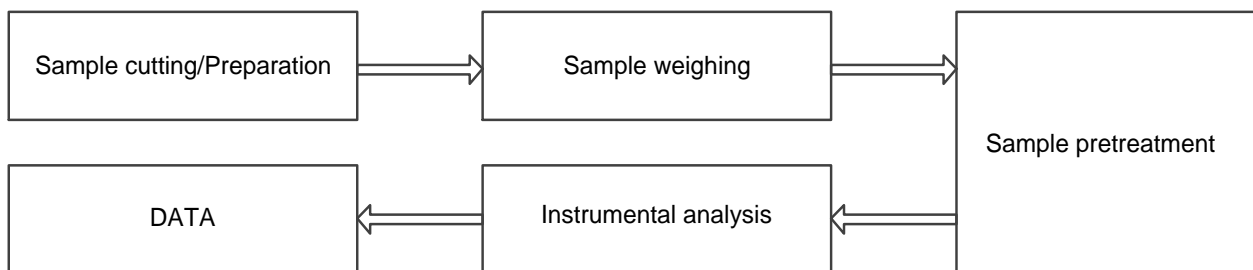 Sample cutting/Preparation
Sample weighing
Sample pretreatment
Instrumental analysis
DATA